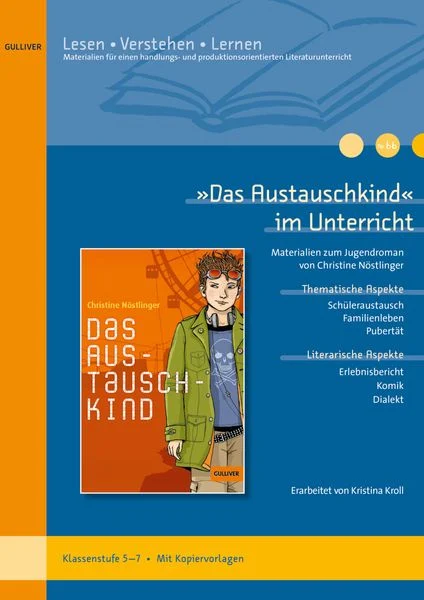 GULLIVER
Lesen • Verstehen • Lernen
Materialien für einen handlungs- und produktionsorientierten Literaturunterricht
Nr. 66
»Das Austauschkind«
im Unterricht
Materialien zum Jugendroman
von Christine Nöstlinger
Thematische Aspekte
Schüleraustausch
Familienleben
Pubertät
Literarische Aspekte
Erlebnisbericht
Komik
Dialekt
Christine Nöstlinger
Das
Aus-
tausch-
kind
GULLIVER
Erarbeitet von Kristina Kroll
Klassenstufe 5–7 • Mit Kopiervorlagen